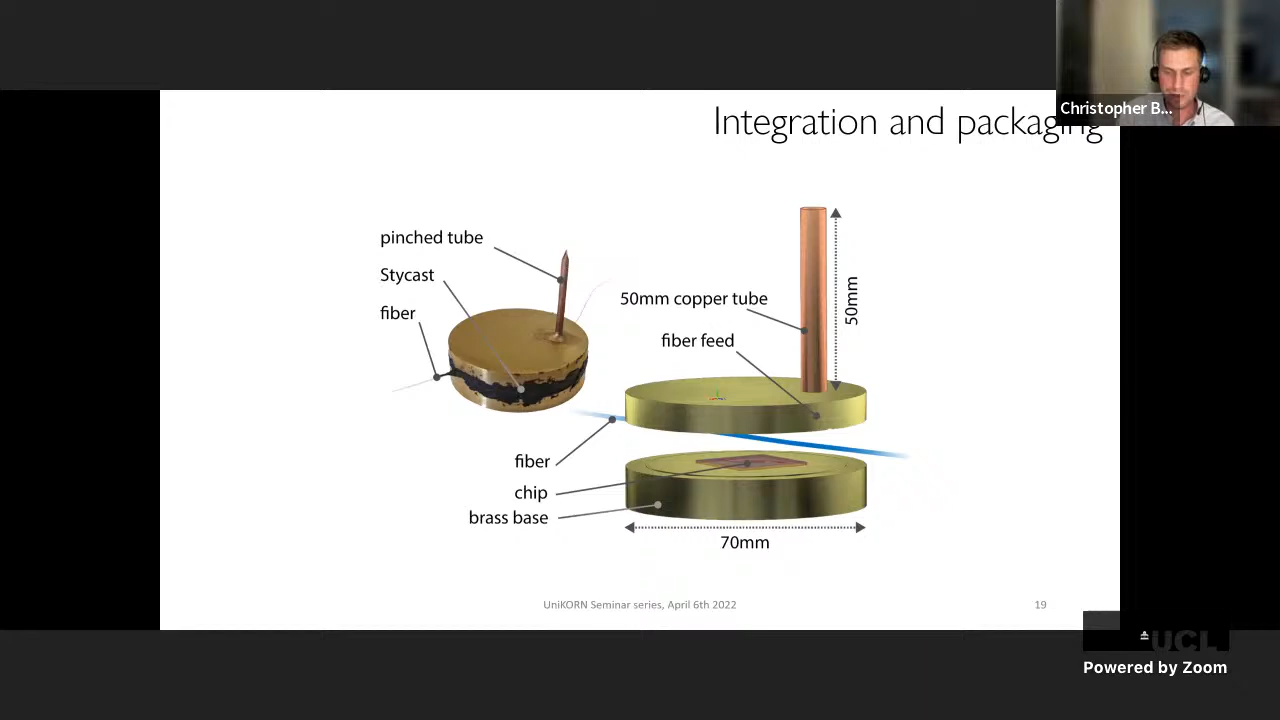 Christopher B...
Integration and packaging
pinched tube
Stycast
fiber
50mm copper tube
fiber feed
50mm
fiber
chip
brass base
70mm
UniKORN Seminar series, April 6th 2022
19
UCL
Powered by Zoom